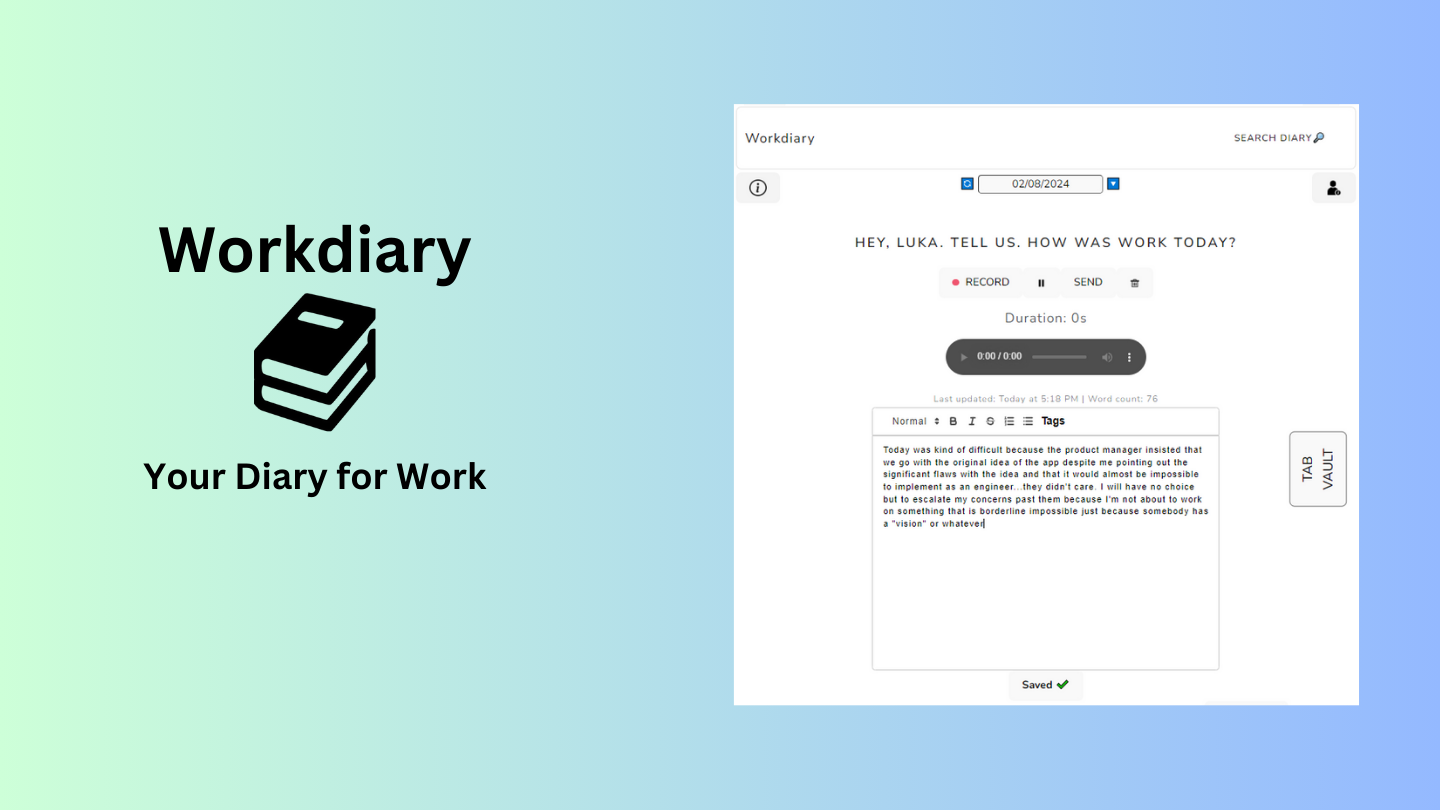 Workdiary
Your Diary for Work
Workdiary
SEARCH DIARY
02/08/2024
HEY, LUKA. TELL US. HOW WAS WORK TODAY?
RECORD
SEND
Duration: 0s
0:00 / 0:00
Last updated: Today at 5:18 PM | Word count: 76
Normal B I S Tags
Today was kind of difficult because the product manager insisted that
we go with the original idea of the app despite me pointing out the
significant flaws with the idea and that it would almost be impossible
to implement as an engineer...they didn't care. I will have no choice
but to escalate my concerns past them because I'm not about to work
on something that is borderline impossible just because somebody has
a "vision" or whatever
TAB
VAULT
Saved